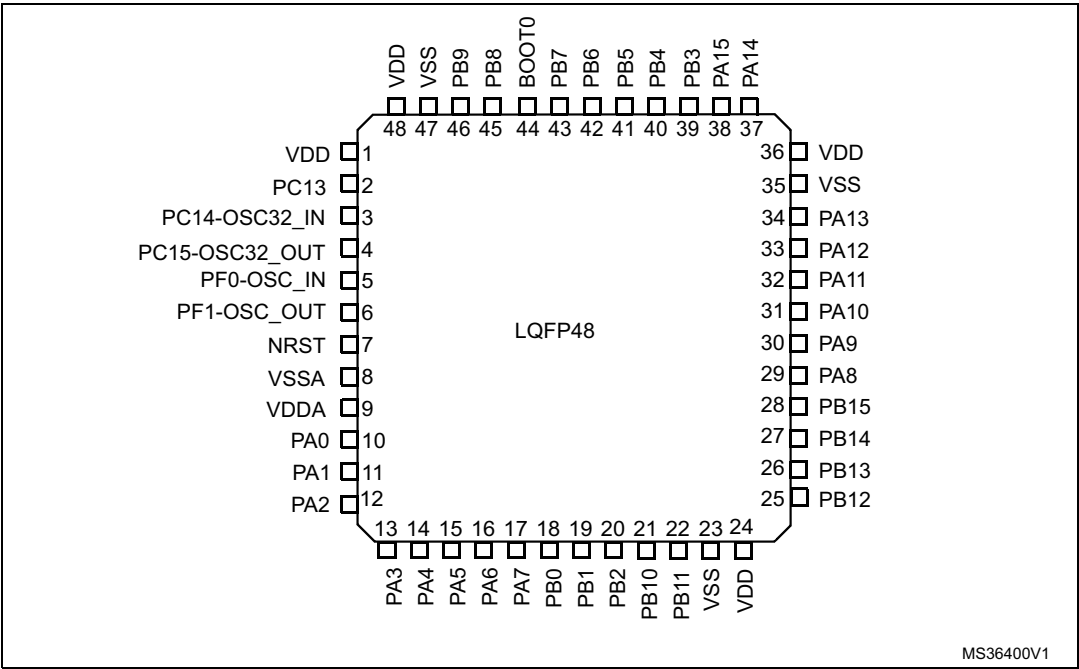 VDD VSS PB9 PB8 BOOT0 PB7 PB6 PB5 PB4 PB3 PA15 PA14
48 47 46 45 44 43 42 41 40 39 38 37
VDD 1 36 VDD
PC13 2 35 VSS
PC14-OSC32_IN 3 34 PA13
PC15-OSC32_OUT 4 33 PA12
PF0-OSC_IN 5 32 PA11
PF1-OSC_OUT 6 31 PA10
LQFP48
NRST 7 30 PA9
VSSA 8 29 PA8
VDDA 9 28 PB15
PA0 10 27 PB14
PA1 11 26 PB13
PA2 12 25 PB12
13 14 15 16 17 18 19 20 21 22 23 24
PA3 PA4 PA5 PA6 PA7 PB0 PB1 PB2 PB10 PB11 VSS VDD
MS36400V1